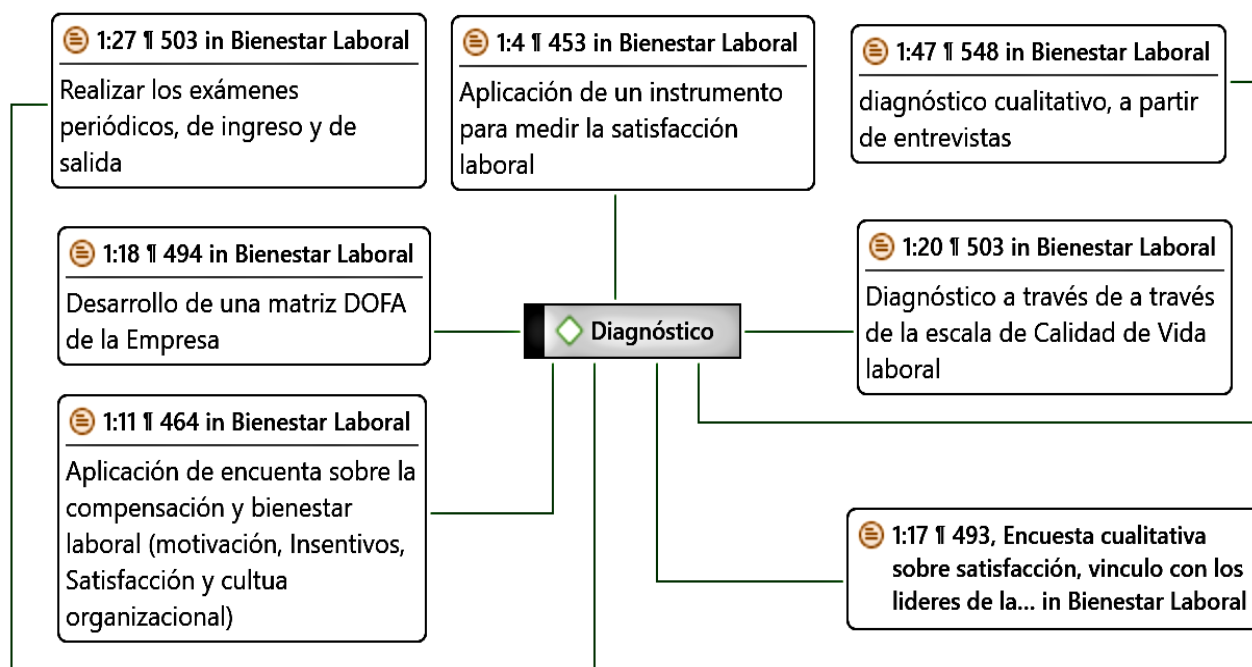 1:27 ¶ 503 in Bienestar Laboral
Realizar los exámenes
periódicos, de ingreso y de
salida
1:4 ¶ 453 in Bienestar Laboral
Aplicación de un instrumento
para medir la satisfacción
laboral
1:47 ¶ 548 in Bienestar Laboral
diagnóstico cualitativo, a partir
de entrevistas
1:18 ¶ 494 in Bienestar Laboral
Desarrollo de una matriz DOFA
de la Empresa
Diagnóstico
1:20 ¶ 503 in Bienestar Laboral
Diagnóstico a través de a través
de la escala de Calidad de Vida
laboral
1:11 ¶ 464 in Bienestar Laboral
Aplicación de encuenta sobre la
compensación y bienestar
laboral (motivación, Insentivos,
Satisfacción y cultua
organizacional)
1:17 ¶ 493, Encuesta cualitativa
sobre satisfacción, vinculo con los
lideres de la... in Bienestar Laboral